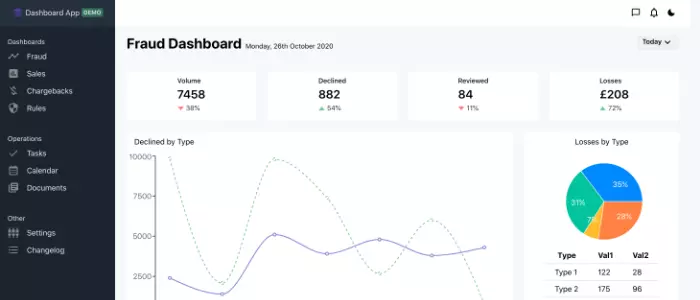 Dashboard App DEMO
Fraud Dashboard Monday, 26th October 2020
Today
Dashboards
Fraud
Sales
Chargebacks
Rules
Operations
Tasks
Calendar
Documents
Other
Settings
Changelog
Volume
7458
38%
Declined
882
54%
Reviewed
84
11%
Losses
£208
72%
Declined by Type
10000
7500
5000
2500
Losses by Type
35%
31%
7%
28%
Type Val1 Val2
Type 1 122 28
Type 2 175 96